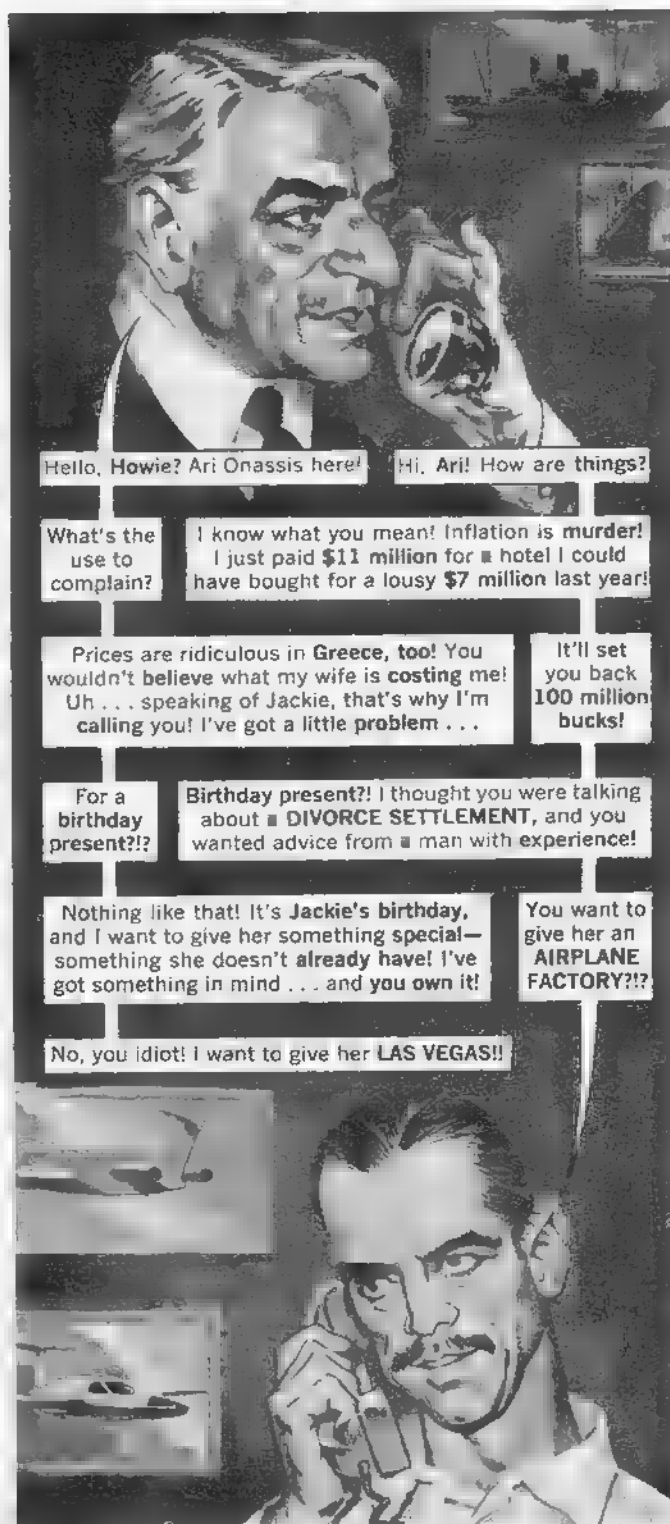 Hello, Howie? Ari Onassis here!
Hi, Ari! How are things?
What's the
use to
complain?
I know what you mean! Inflation is murder!
I just paid $11 million for hotel I could
have bought for a lousy $7 million last year!
Prices are ridiculous in Greece, too! You
wouldn't believe what my wife is costing me!
Uh . . . speaking of Jackie, that's why I'm
calling you! I've got a little problem . . .
It'll set
you back
100 million
bucks!
For a
birthday
present?!?
Birthday present?! I thought you were talking
about DIVORCE SETTLEMENT, and you
wanted advice from man with experience!
Nothing like that! It's Jackie's birthday,
and I want to give her something special—
something she doesn't already have! I've
got something in mind . . . and you own it!
You want to
give her an
AIRPLANE
FACTORY?!?
No, you idiot! I want to give her LAS VEGAS!!